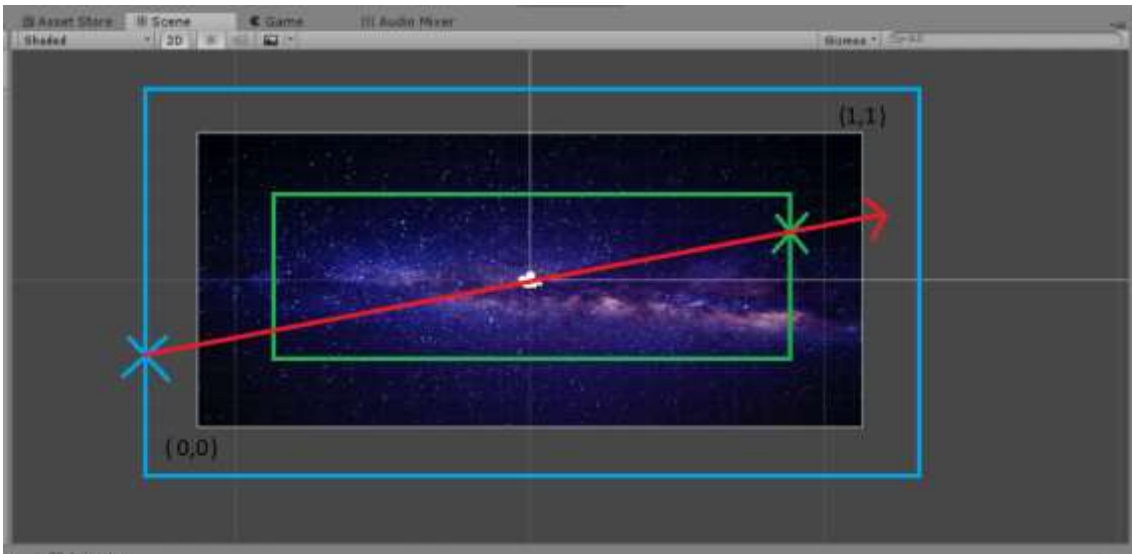 Asset Store Scene Game Audio Mixer
Shaded 2D Gizmos
(1,1)
(0,0)